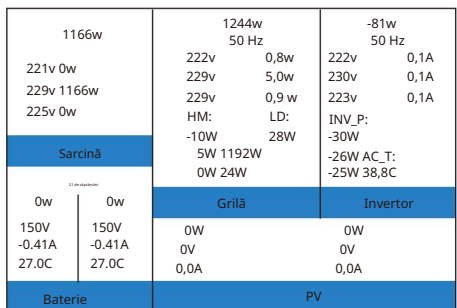 1166w
221v 0w
229v 1166w
225v 0w
Sarcină
1244w
50 Hz
222v 0,8w
229v 5,0w
229v 0,9 w
HM: LD:
-10W 28W
5W 1192W
0W 24W
Grilă
-81w
50 Hz
222v 0,1A
230v 0,1A
223v 0,1A
INV_P:
-30W
-26W AC_T:
-25W 38,8C
Invertor
21 de săptămâni
0w 0w
150V 150V
-0.41A -0.41A
27.0C 27.0C
Baterie
0W 0W
0V 0V
0,0A 0,0A
PV